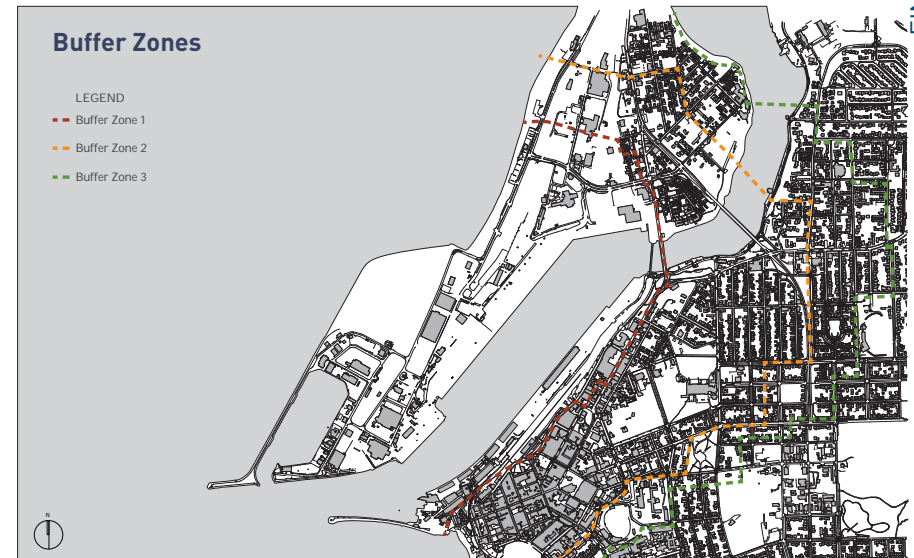 Buffer Zones
LEGEND
Buffer Zone 1
Buffer Zone 2
Buffer Zone 3
N